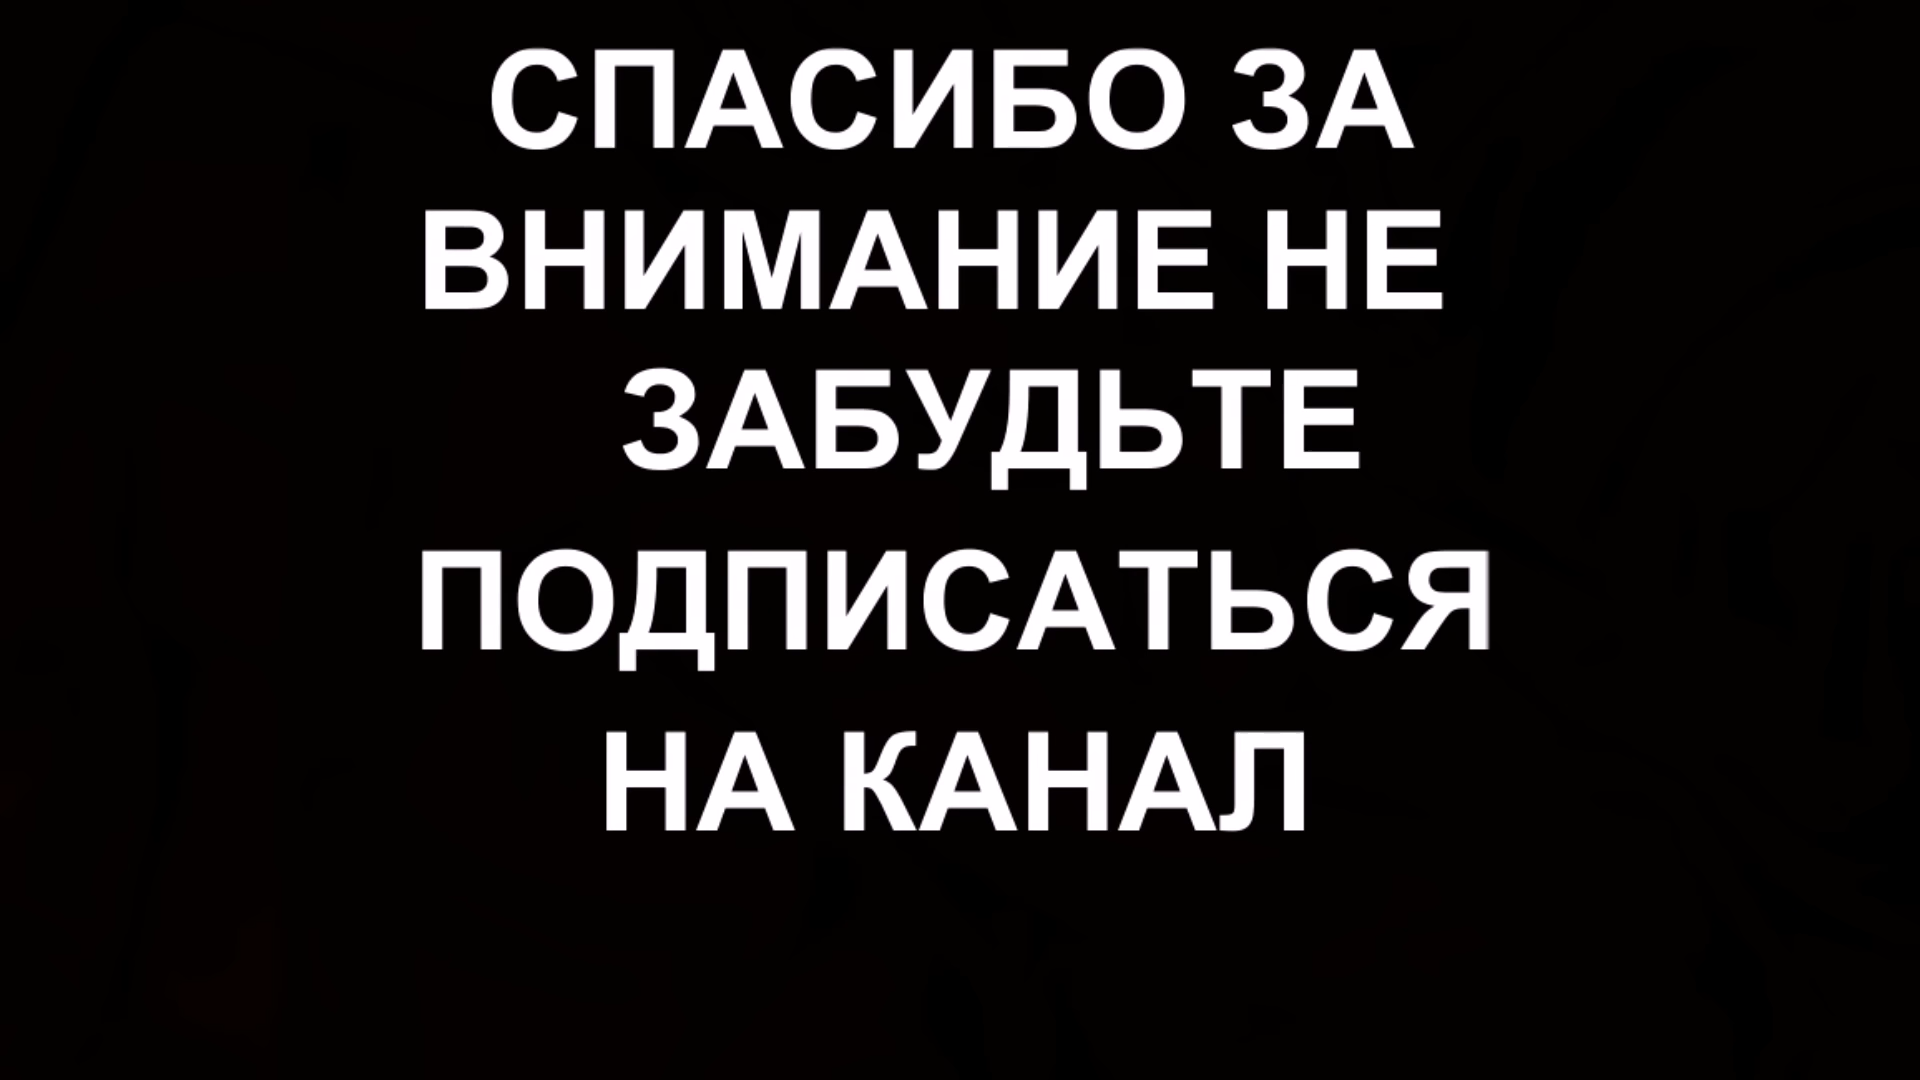 СПАСИБО ЗА
ВНИМАНИЕ НЕ
ЗАБУДЬТЕ
ПОДПИСАТЬСЯ
НА КАНАЛ